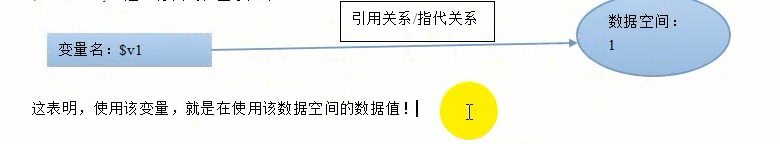 引用关系/指代关系
数据空间：
1
变量名：$v1
这表明，使用该变量，就是在使用该数据空间的数据值！